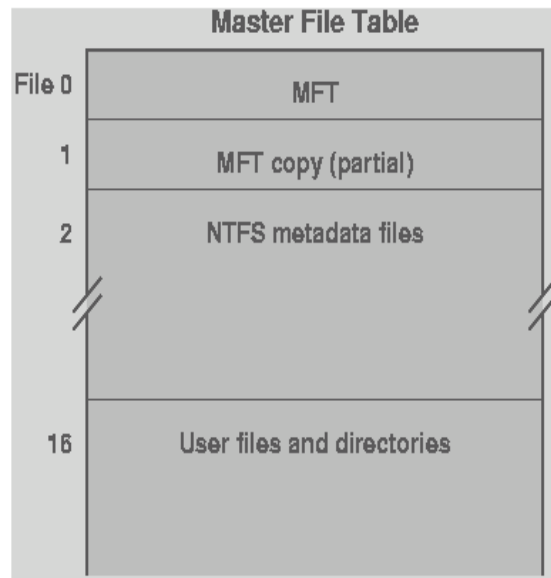 Master File Table
File 0 MFT
1 MFT copy (partial)
2 NTFS metadata files
16 User files and directories